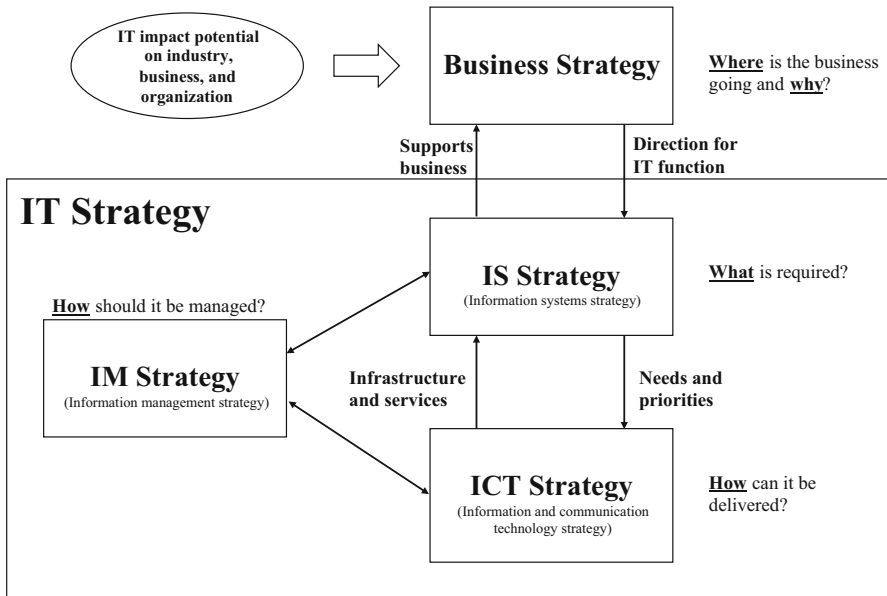 IT impact potential
on industry,
business, and
organization
Business Strategy
Where is the business
going and why?
Supports
business
Direction for
IT function
IT Strategy
IS Strategy
(Information systems strategy)
What is required?
How should it be managed?
IM Strategy
(Information management strategy)
Infrastructure
and services
Needs and
priorities
ICT Strategy
(Information and communication
technology strategy)
How can it be
delivered?